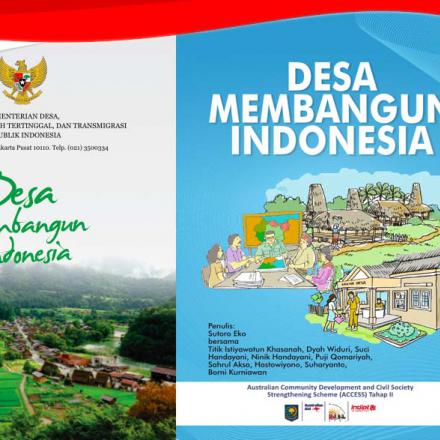 KEMENTERIAN DESA,
TERTINGGAL, DAN TRANSMIGRASI
REPUBLIK INDONESIA
Jakarta Pusat 10110. Telp. (021) 3500334
Desa
Membangun
Indonesia
DESA
MEMBANGUN
INDONESIA
Penulis:
Sutoro Eko
bersama
Titik Istiyawatun Khasanah, Dyah Widuri, Suci
Handayani, Ninik Handayani, Puji Qomariyah,
Sahrul Aksa, Hastowiyono, Suharyanto,
Borni Kurniawan
Australian Community Development and Civil Society
Strengthening Scheme (ACCESS) Tahap II